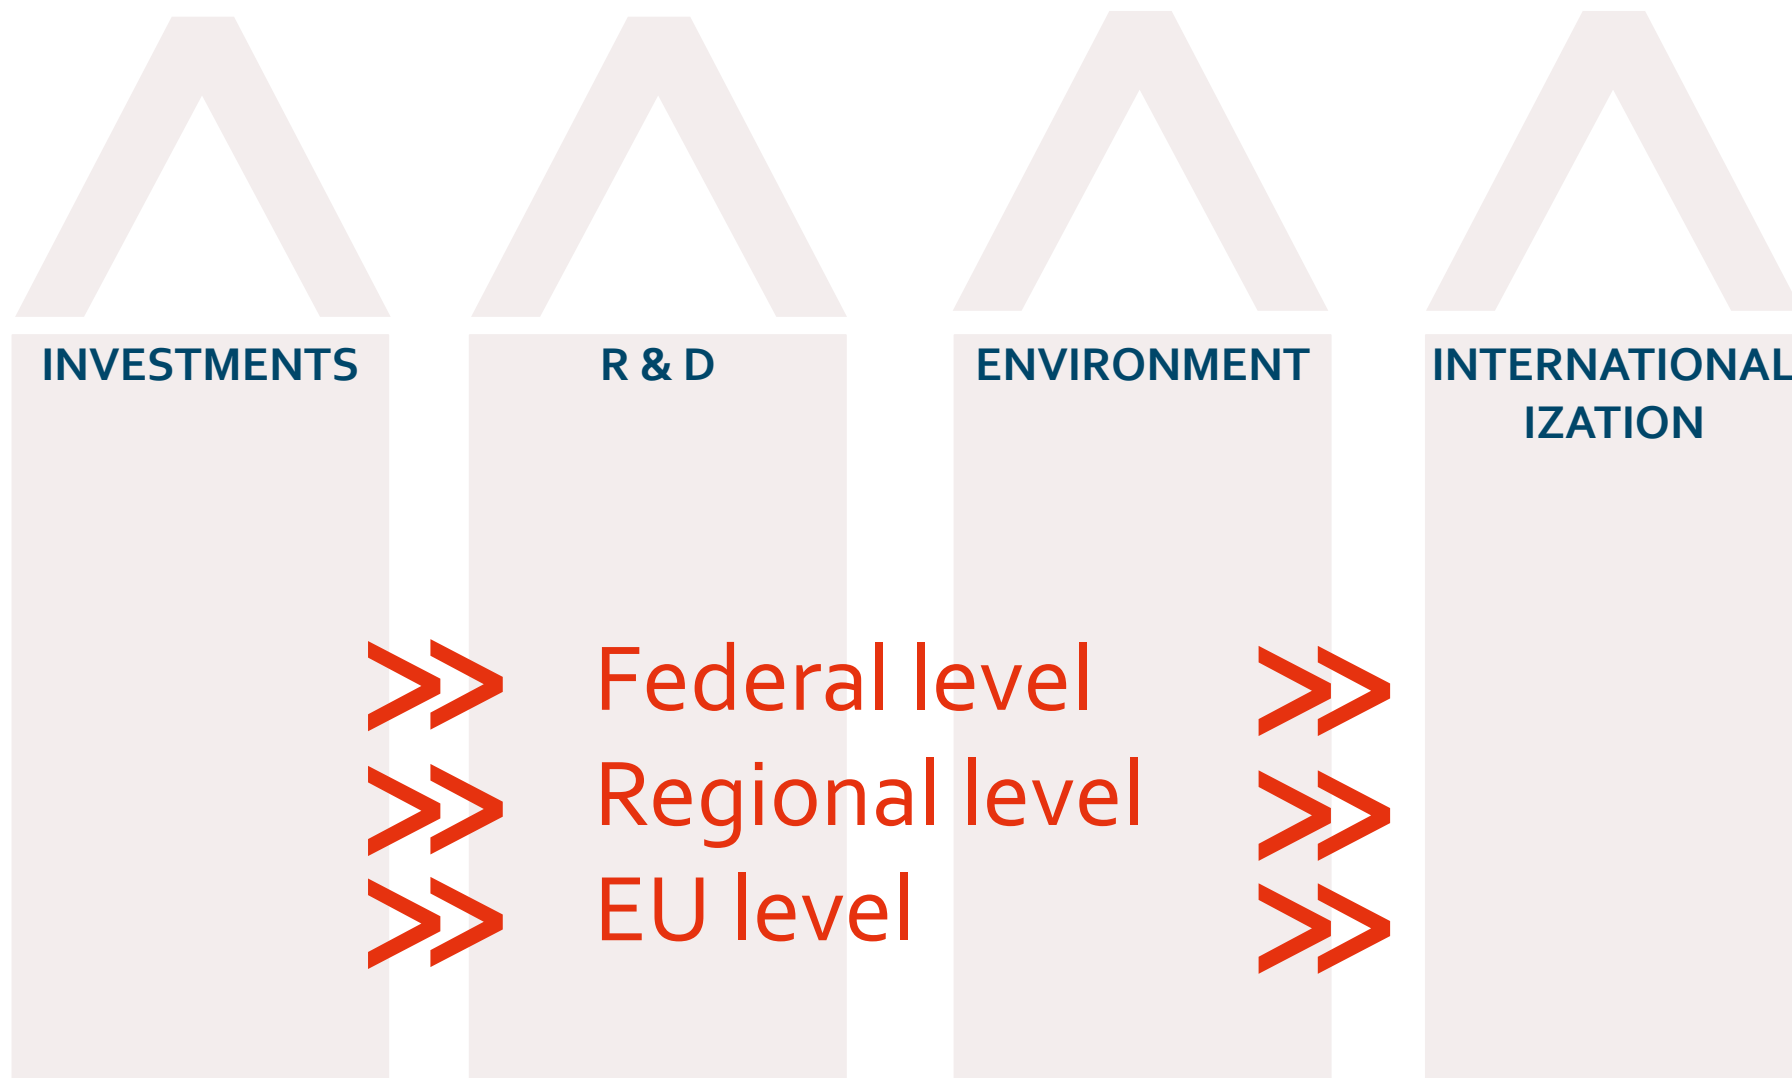 INVESTMENTS
R & D
ENVIRONMENT
INTERNATIONAL
IZATION
>> Federal level >>
>> Regional level >>
>> EU level >>